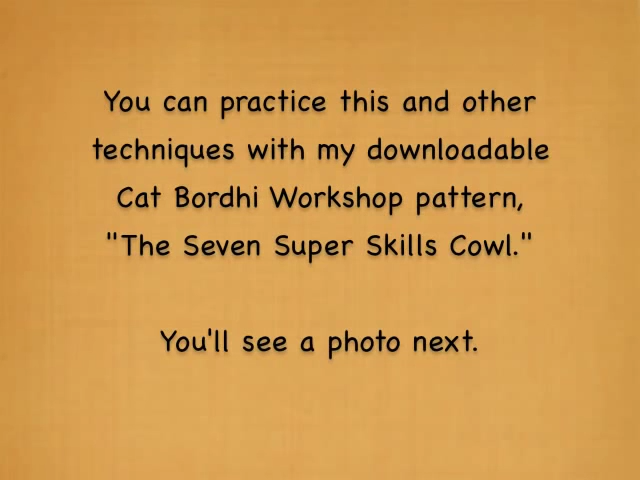 You can practice this and other
techniques with my downloadable
Cat Bordhi Workshop pattern,
"The Seven Super Skills Cowl."
You'll see a photo next.